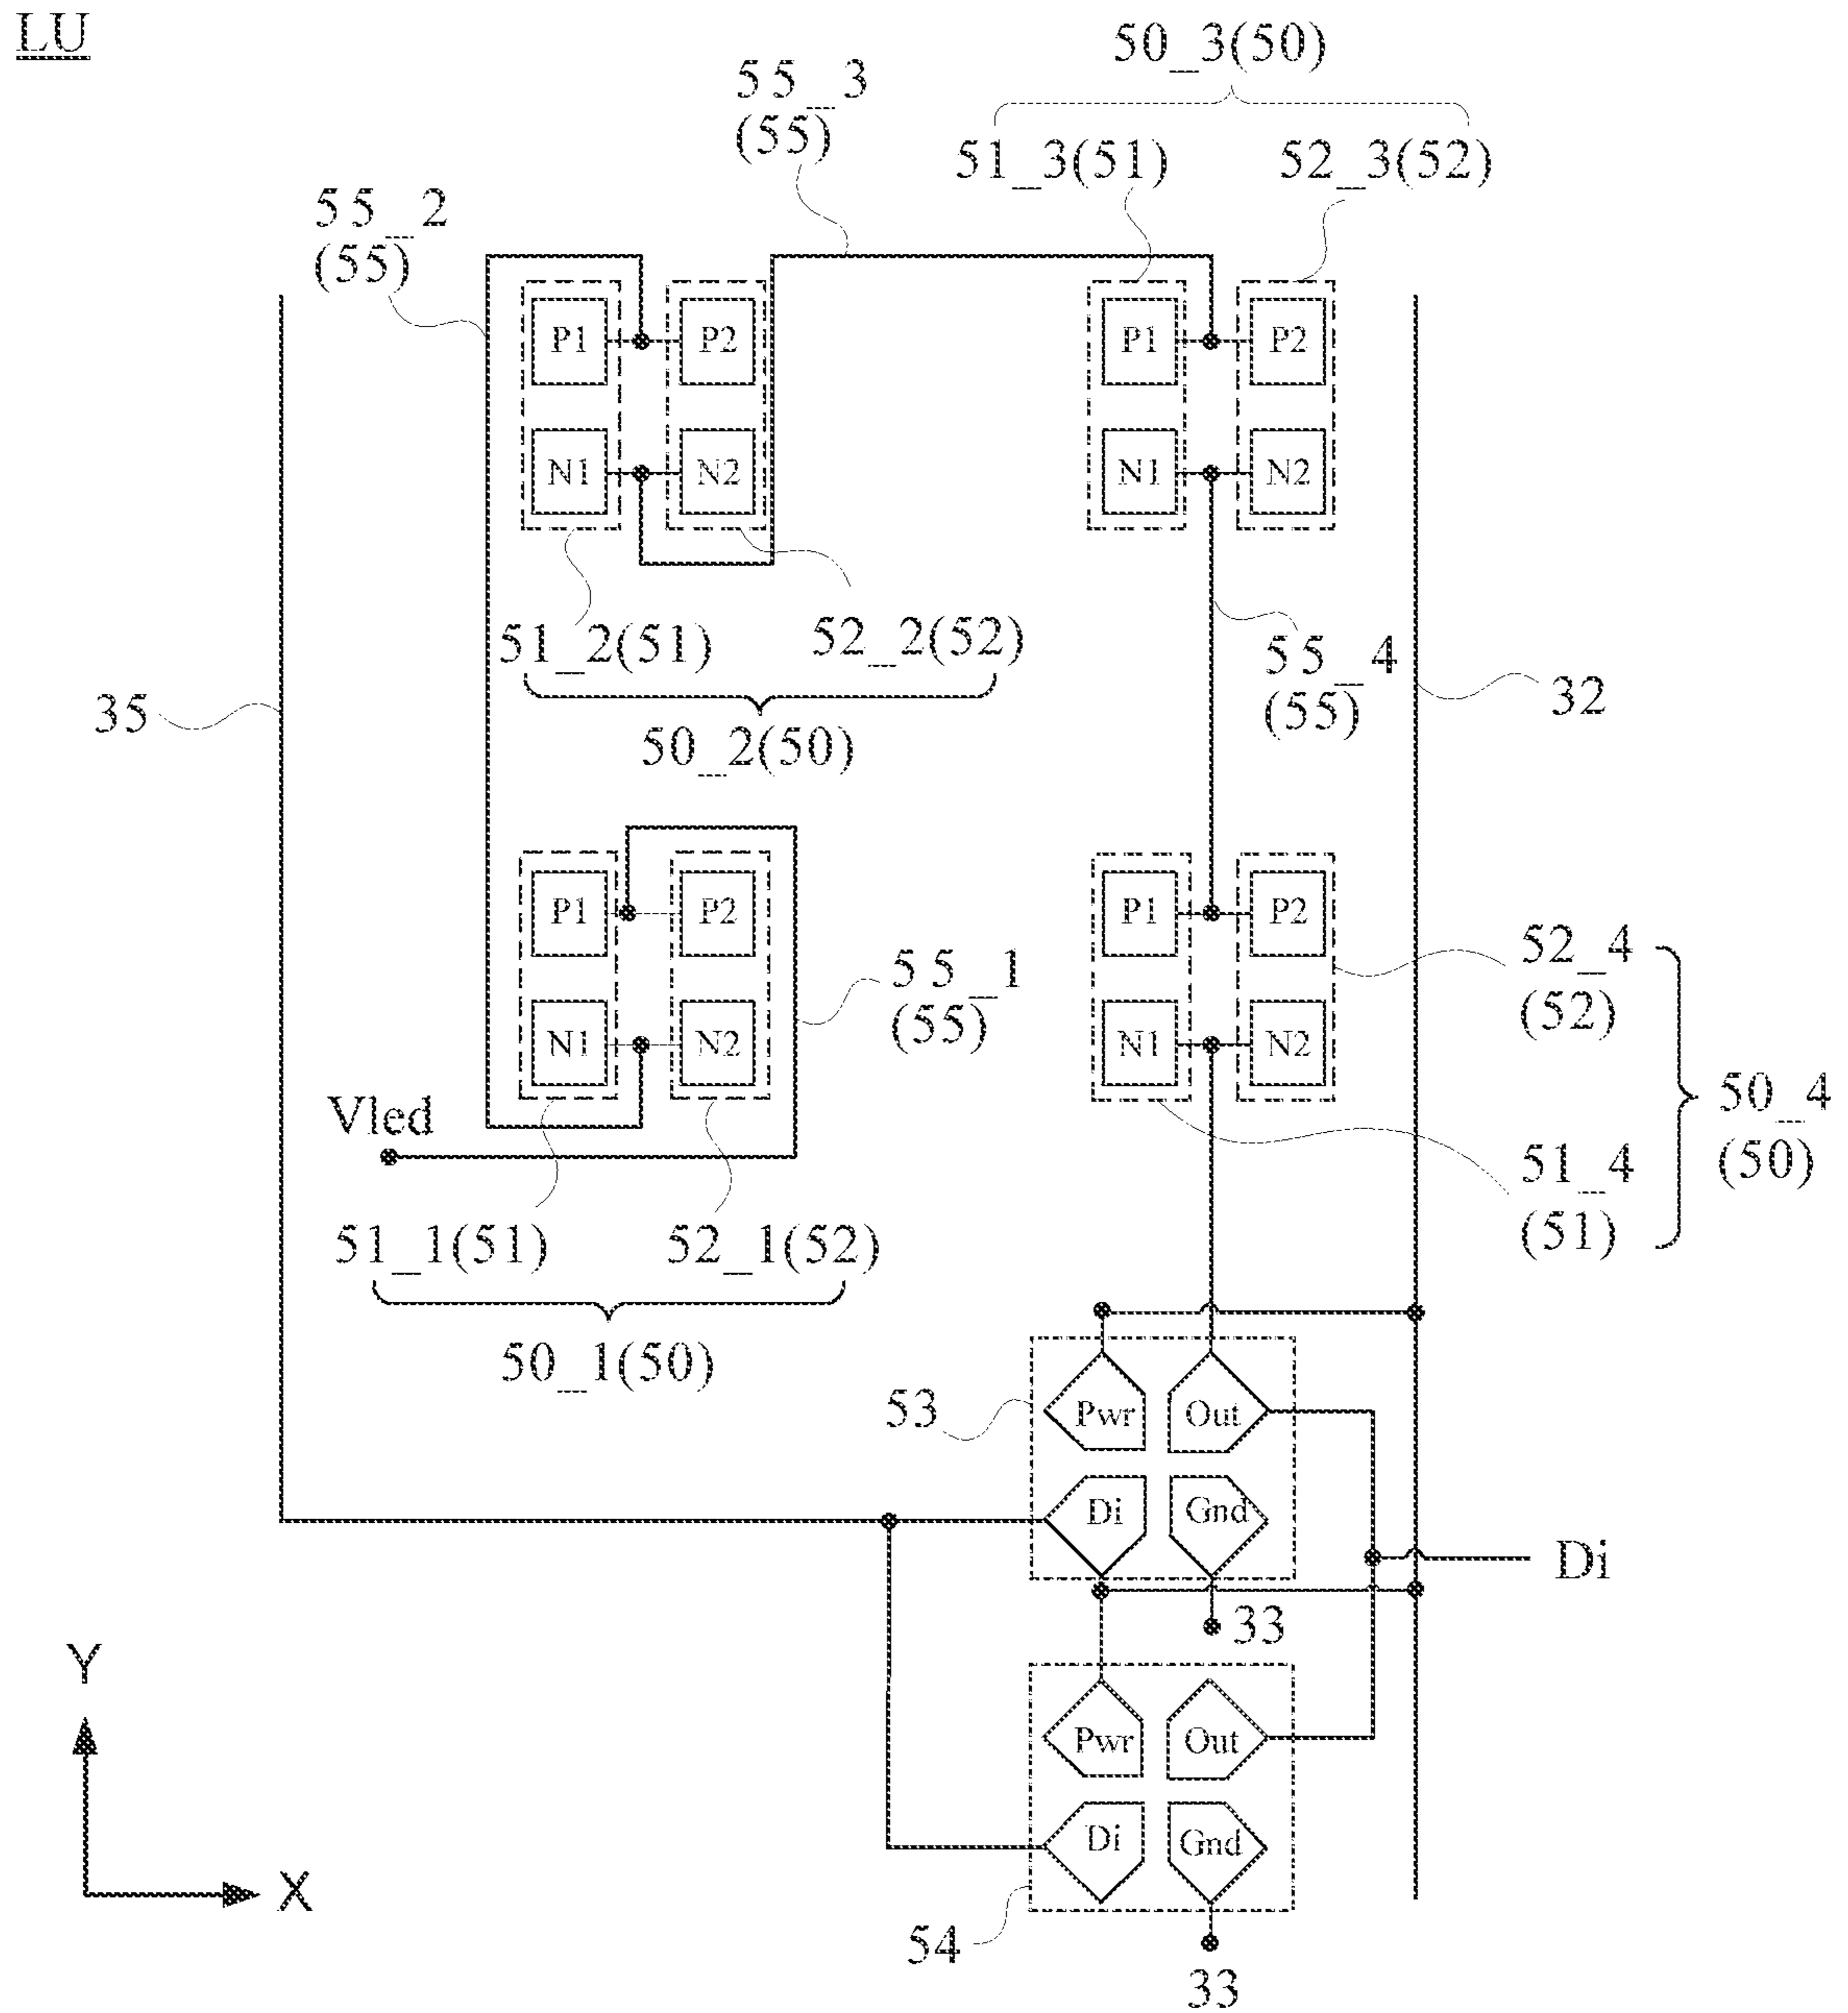 LU
50_3(50)
55_3
(55)
51_3(51) 52_3(52)
55_2
(55)
P1 P2 P1 P2
N1 N2 N1 N2
51_2(51) 52_2(52)
55_4
(55)
35
32
50_2(50)
P1 P2 P1 P2
52_4
(52)
55_1
(55)
N1 N2 N1 N2
Vled
50_4
(50)
51_4
(51)
51_1(51) 52_1(52)
50_1(50)
53
Pwr Out
Di Gnd
Di
33
Y
Pwr Out
Di Gnd
X
54
33